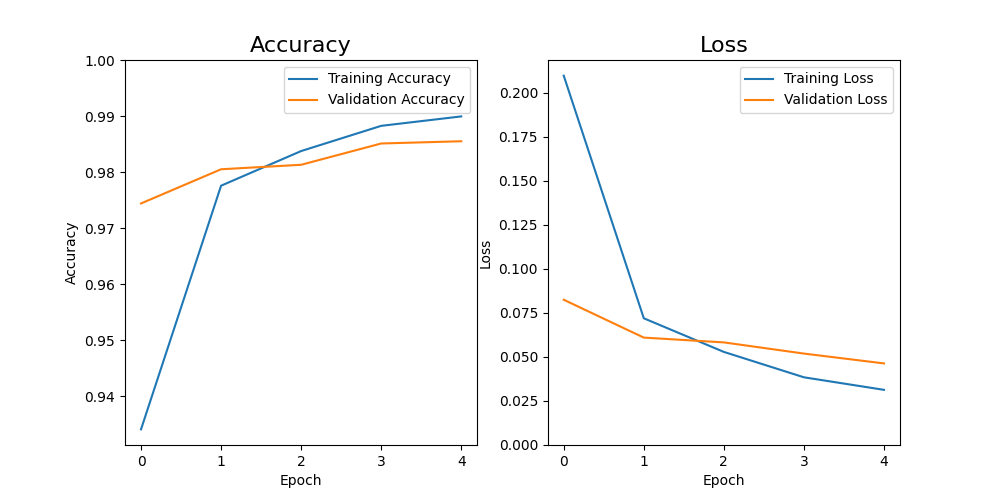 Accuracy
Training Accuracy
Validation Accuracy
1.00
0.99
0.98
0.97
0.96
0.95
0.94
Accuracy
0 1 2 3 4
Epoch
Loss
Training Loss
Validation Loss
0.200
0.175
0.150
0.125
0.100
0.075
0.050
0.025
0.000
Loss
0 1 2 3 4
Epoch